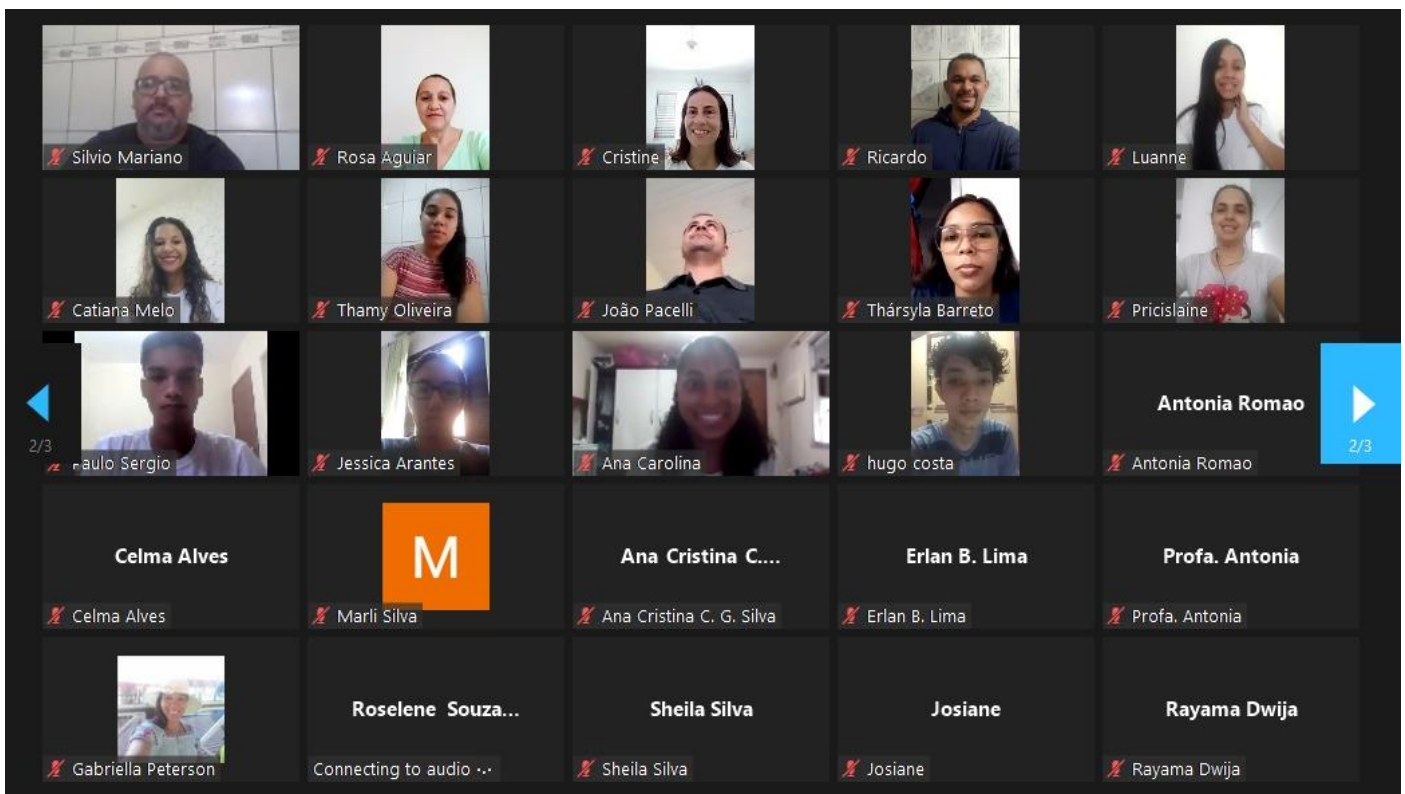 Silvio Mariano
Rosa Aguiar
Cristine
Ricardo
Luanne
Catiana Melo
Thamy Oliveira
João Pacelli
Thársyla Barreto
Pricislaine
2/3
aulo Sergio
Jessica Arantes
Ana Carolina
hugo costa
Antonia Romao
Antonia Romao
2/3
Celma Alves
Celma Alves
M
Marli Silva
Ana Cristina C....
Ana Cristina C. G. Silva
Erlan B. Lima
Erlan B. Lima
Profa. Antonia
Profa. Antonia
Gabriella Peterson
Roselene Souza...
Connecting to audio ...
Sheila Silva
Sheila Silva
Josiane
Josiane
Rayama Dwija
Rayama Dwija